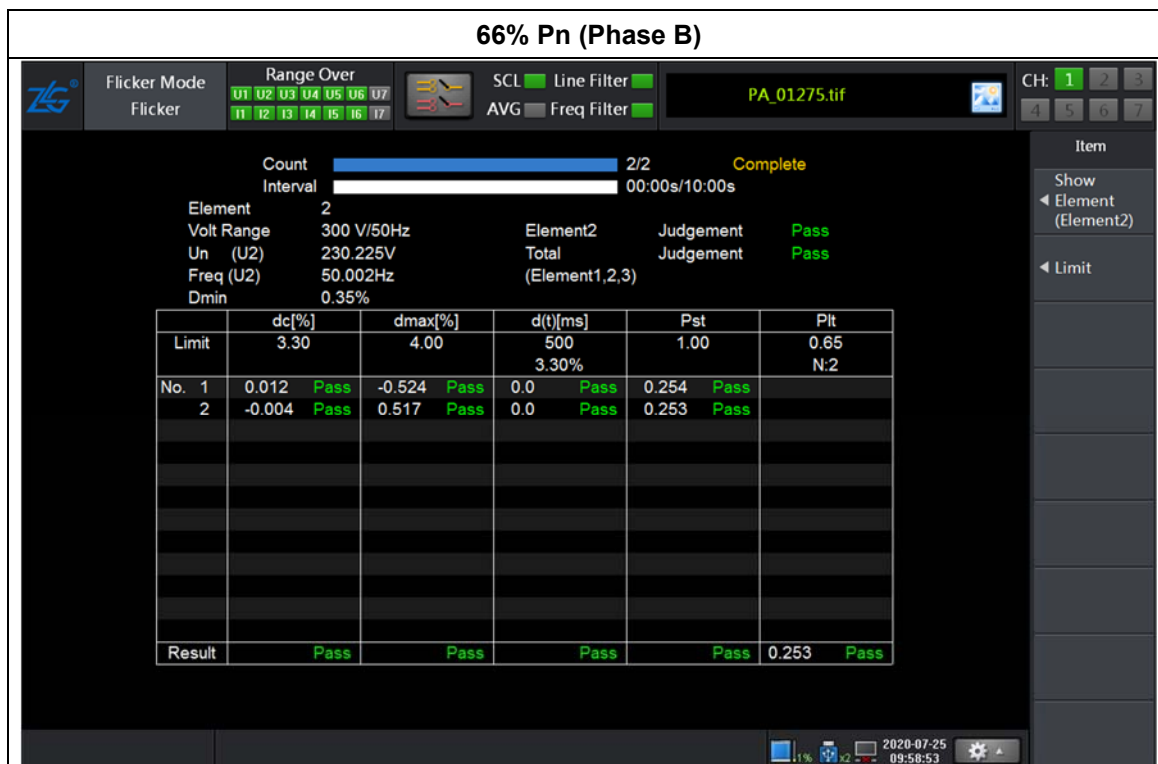 66% Pn (Phase B)
ZLG® Flicker Mode Range Over SCL Line Filter PA_01275.tif CH: 1 2 3
Flicker U1 U2 U3 U4 U5 U6 U7 AVG Freq Filter 4 5 6 7
I1 I2 I3 I4 I5 I6 I7
Item
Count 2/2 Complete
Interval 00:00s/10:00s
Show
Element
(Element2)
Limit
Element 2
Volt Range 300 V/50Hz Element2 Judgement Pass
Un (U2) 230.225V Total Judgement Pass
Freq (U2) 50.002Hz (Element1,2,3)
Dmin 0.35%
dc[%] dmax[%] d(t)[ms] Pst Plt
Limit 3.30 4.00 500 1.00 0.65
3.30% N:2
No. 1 0.012 Pass -0.524 Pass 0.0 Pass 0.254 Pass
2 -0.004 Pass 0.517 Pass 0.0 Pass 0.253 Pass
Result Pass Pass Pass Pass 0.253 Pass
1% x2 2020-07-25
09:58:53